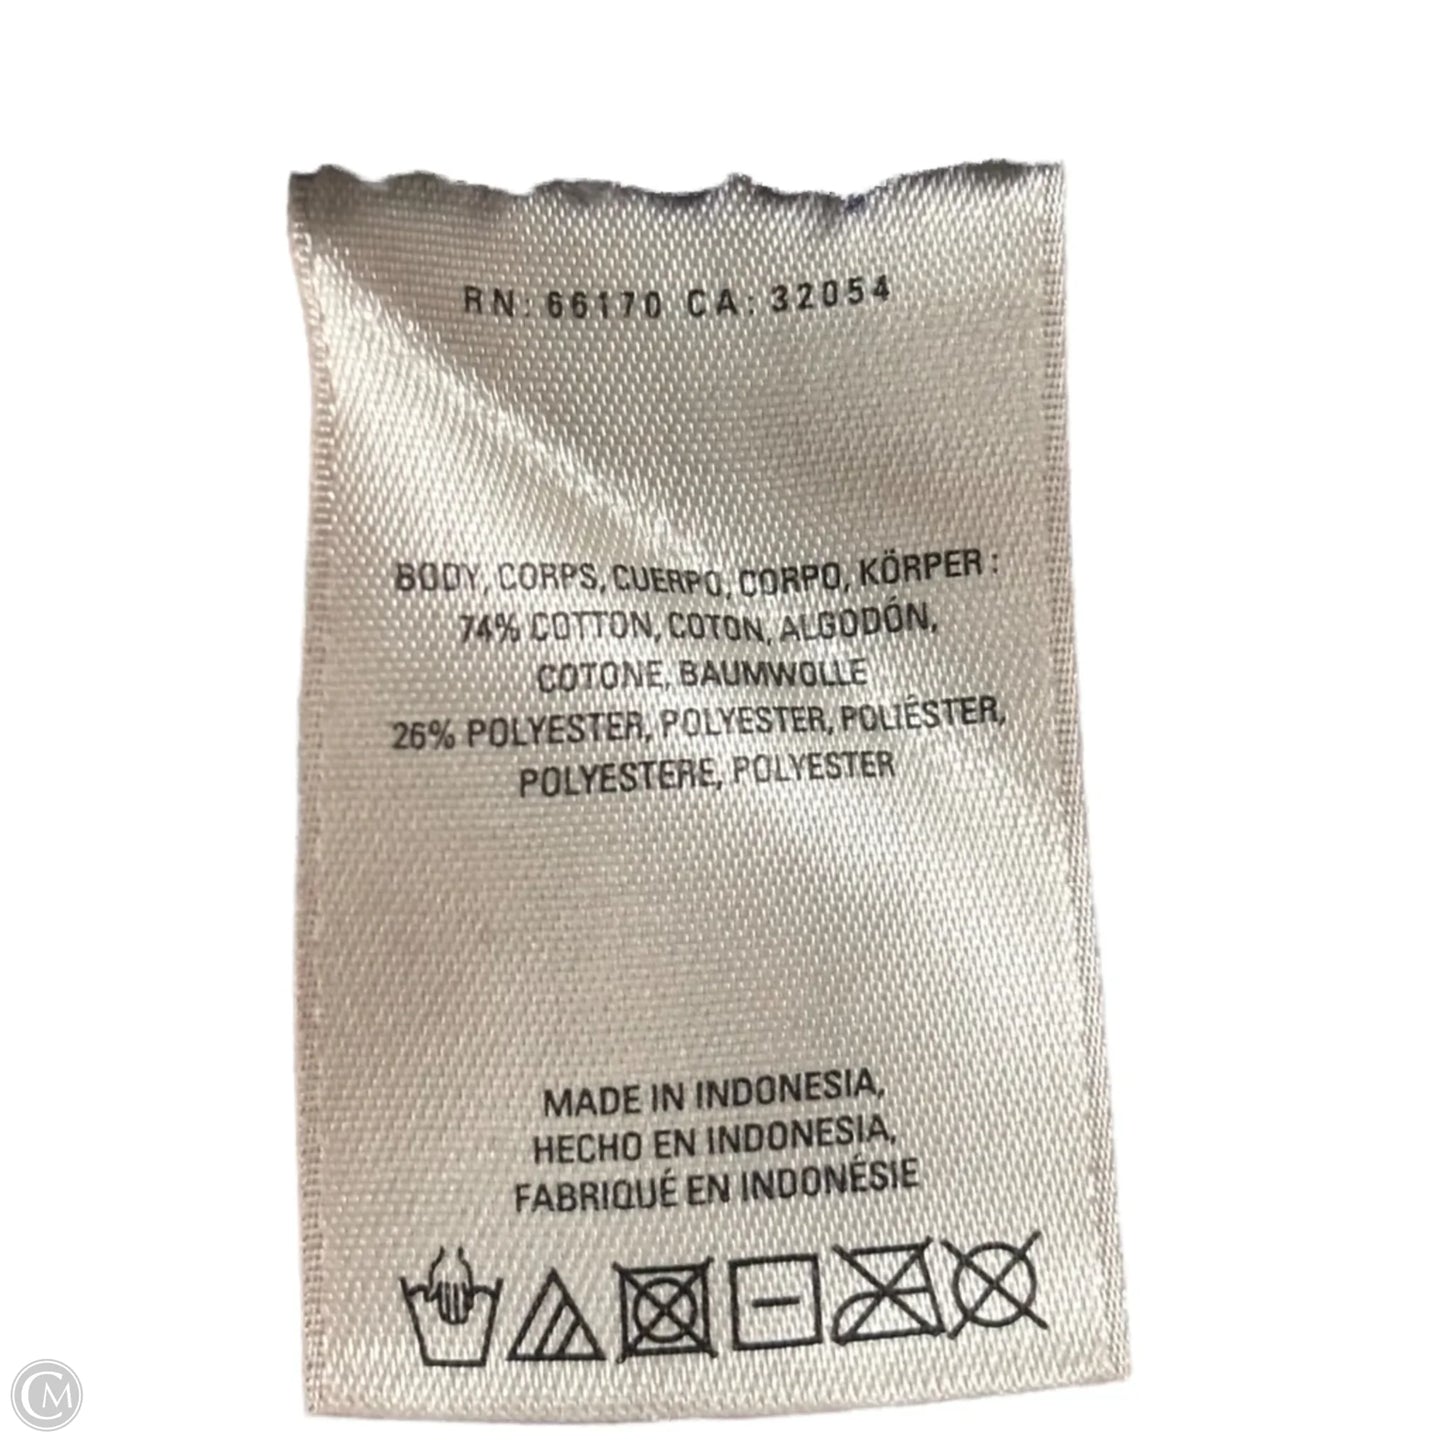 RN: 66170 CA: 32054
BODY, CORPS, CUERPO, CORPO, KÖRPER :
74% COTTON, COTON, ALGODÓN,
COTONE, BAUMWOLLE
26% POLYESTER, POLYESTER, POLIÉSTER,
POLYESTERE, POLYESTER
MADE IN INDONESIA,
HECHO EN INDONESIA,
FABRIQUÉ EN INDONÉSIE
CM